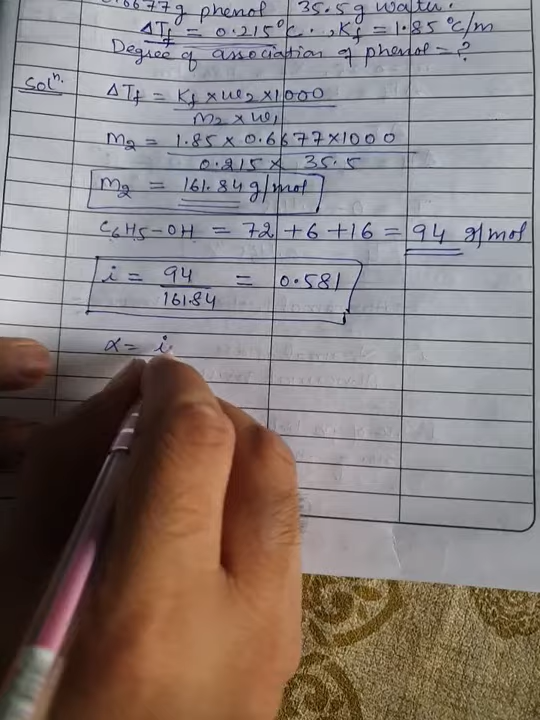 0.6677g phenol 35.5g water.
ΔTf = 0.215°C., Kf = 1.85 °C/m
Degree of association of phenol = ?
Solⁿ. ΔTf = Kf × w₂ × 1000
M₂ × w₁
M₂ = 1.85 × 0.6677 × 1000
0.215 × 35.5
M₂ = 161.84 g/mol
C6H5-OH = 72 + 6 + 16 = 94 g/mol
i = 94 = 0.581
161.84
α = i